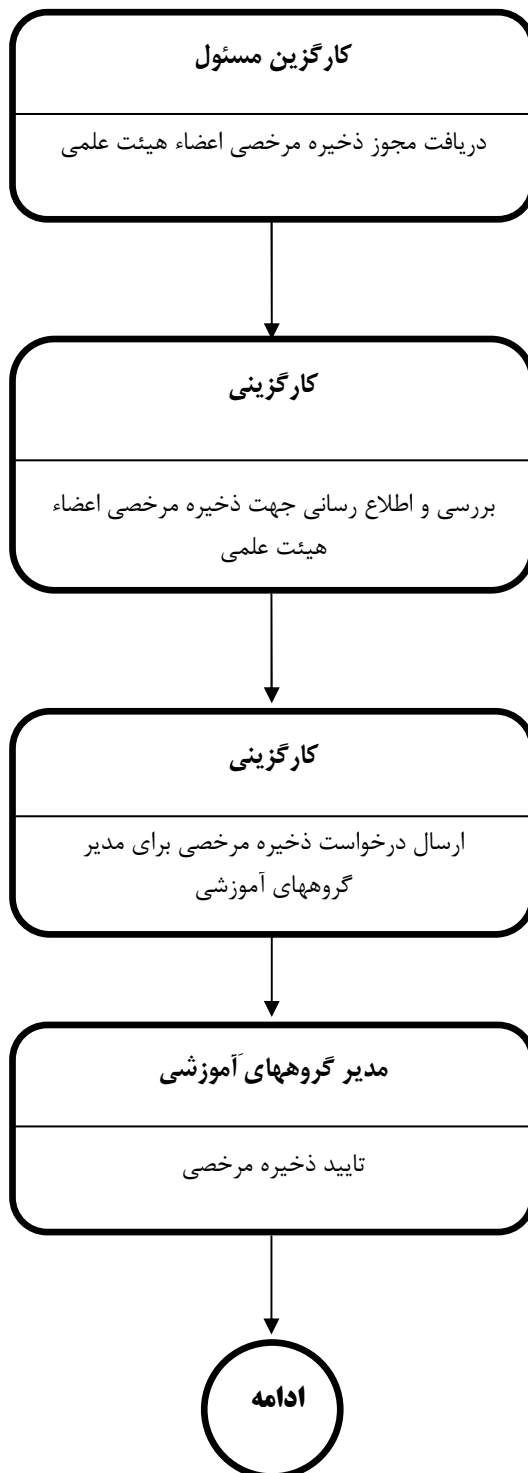 کارگزین مسئول
دریافت مجوز ذخیره مرخصی اعضاء هیئت علمی
کارگزینی
بررسی و اطلاع رسانی جهت ذخیره مرخصی اعضاء
هیئت علمی
کارگزینی
ارسال درخواست ذخیره مرخصی برای مدیر
گروههای آموزشی
مدیر گروههای َآموزشی
تایید ذخیره مرخصی
ادامه